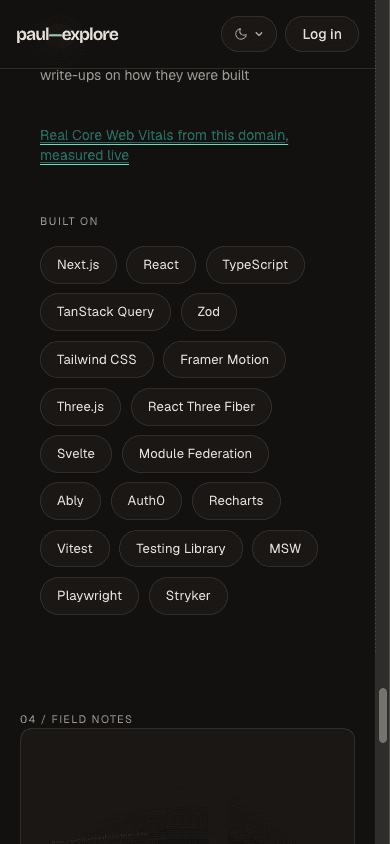 paul—explore
Log in
write-ups on how they were built
Real Core Web Vitals from this domain,
measured live
BUILT ON
Next.js React TypeScript
TanStack Query Zod
Tailwind CSS Framer Motion
Three.js React Three Fiber
Svelte Module Federation
Ably Auth0 Recharts
Vitest Testing Library MSW
Playwright Stryker
04 / FIELD NOTES